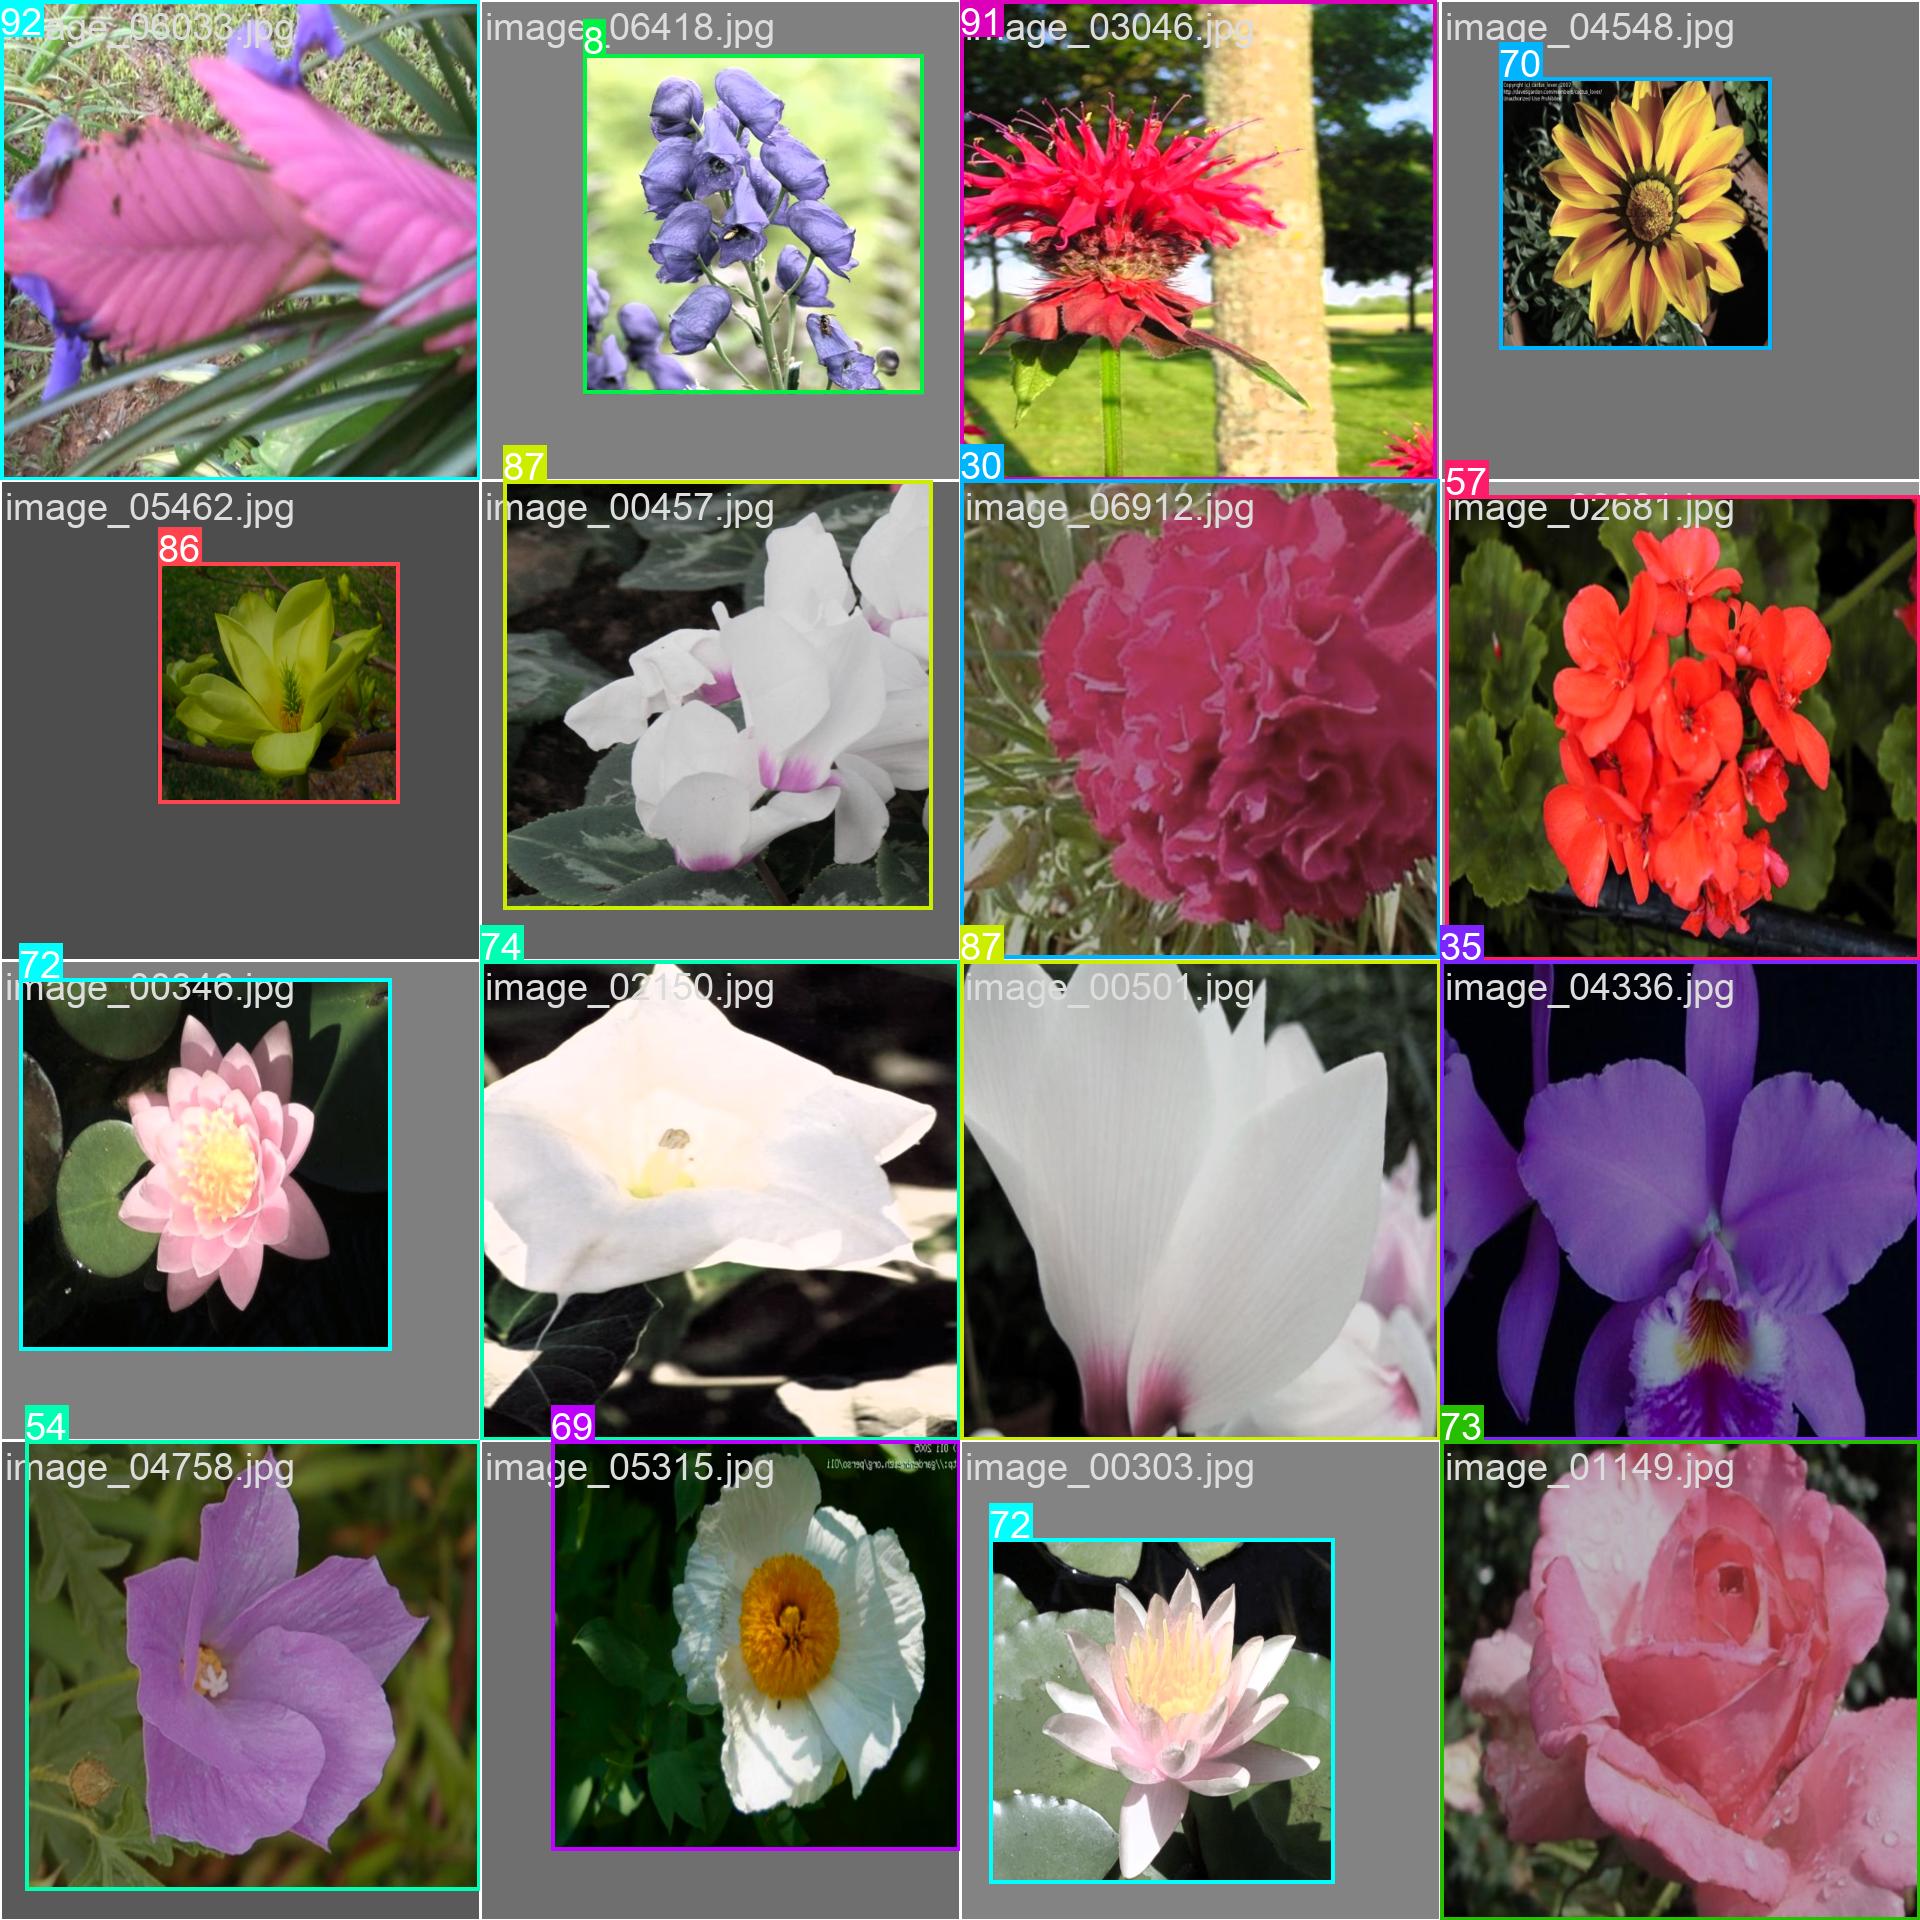 92
image_06033.jpg
image_06418.jpg
8
91
image_03046.jpg
image_04548.jpg
70
image_05462.jpg
86
87
image_00457.jpg
30
image_06912.jpg
57
image_02681.jpg
72
image_00346.jpg
74
image_02150.jpg
87
image_00501.jpg
35
image_04336.jpg
54
image_04758.jpg
69
image_05315.jpg
image_00303.jpg
72
73
image_01149.jpg